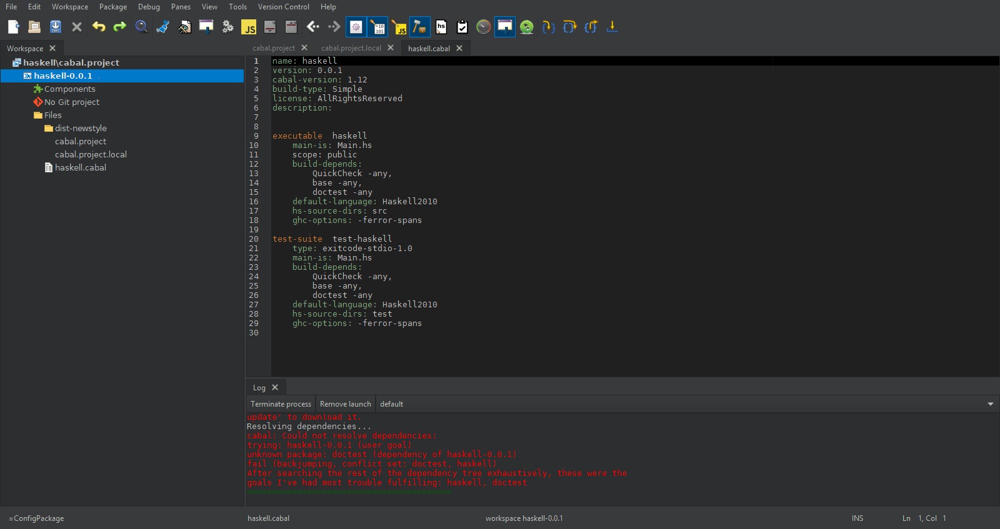 File Edit Workspace Package Debug Panes View Tools Version Control Help
JS 10 101 JS hs
Workspace
haskell\cabal.project
haskell-0.0.1
Components
No Git project
Files
dist-newstyle
cabal.project
cabal.project.local
haskell.cabal
cabal.project cabal.project.local haskell.cabal
1 name: haskell
2 version: 0.0.1
3 cabal-version: 1.12
4 build-type: Simple
5 license: AllRightsReserved
6 description:
7
8
9 executable  haskell
10     main-is: Main.hs
11     scope: public
12     build-depends:
13         QuickCheck -any,
14         base -any,
15         doctest -any
16     default-language: Haskell2010
17     hs-source-dirs: src
18     ghc-options: -ferror-spans
19
20 test-suite  test-haskell
21     type: exitcode-stdio-1.0
22     main-is: Main.hs
23     build-depends:
24         QuickCheck -any,
25         base -any,
26         doctest -any
27     default-language: Haskell2010
28     hs-source-dirs: test
29     ghc-options: -ferror-spans
30
Log
Terminate process Remove launch default
update' to download it.
Resolving dependencies...
cabal: Could not resolve dependencies:
trying: haskell-0.0.1 (user goal)
unknown package: doctest (dependency of haskell-0.0.1)
fail (backjumping, conflict set: doctest, haskell)
After searching the rest of the dependency tree exhaustively, these were the
goals I've had most trouble fulfilling: haskell, doctest
=========================================
=ConfigPackage haskell.cabal workspace haskell-0.0.1 INS Ln 1, Col 1